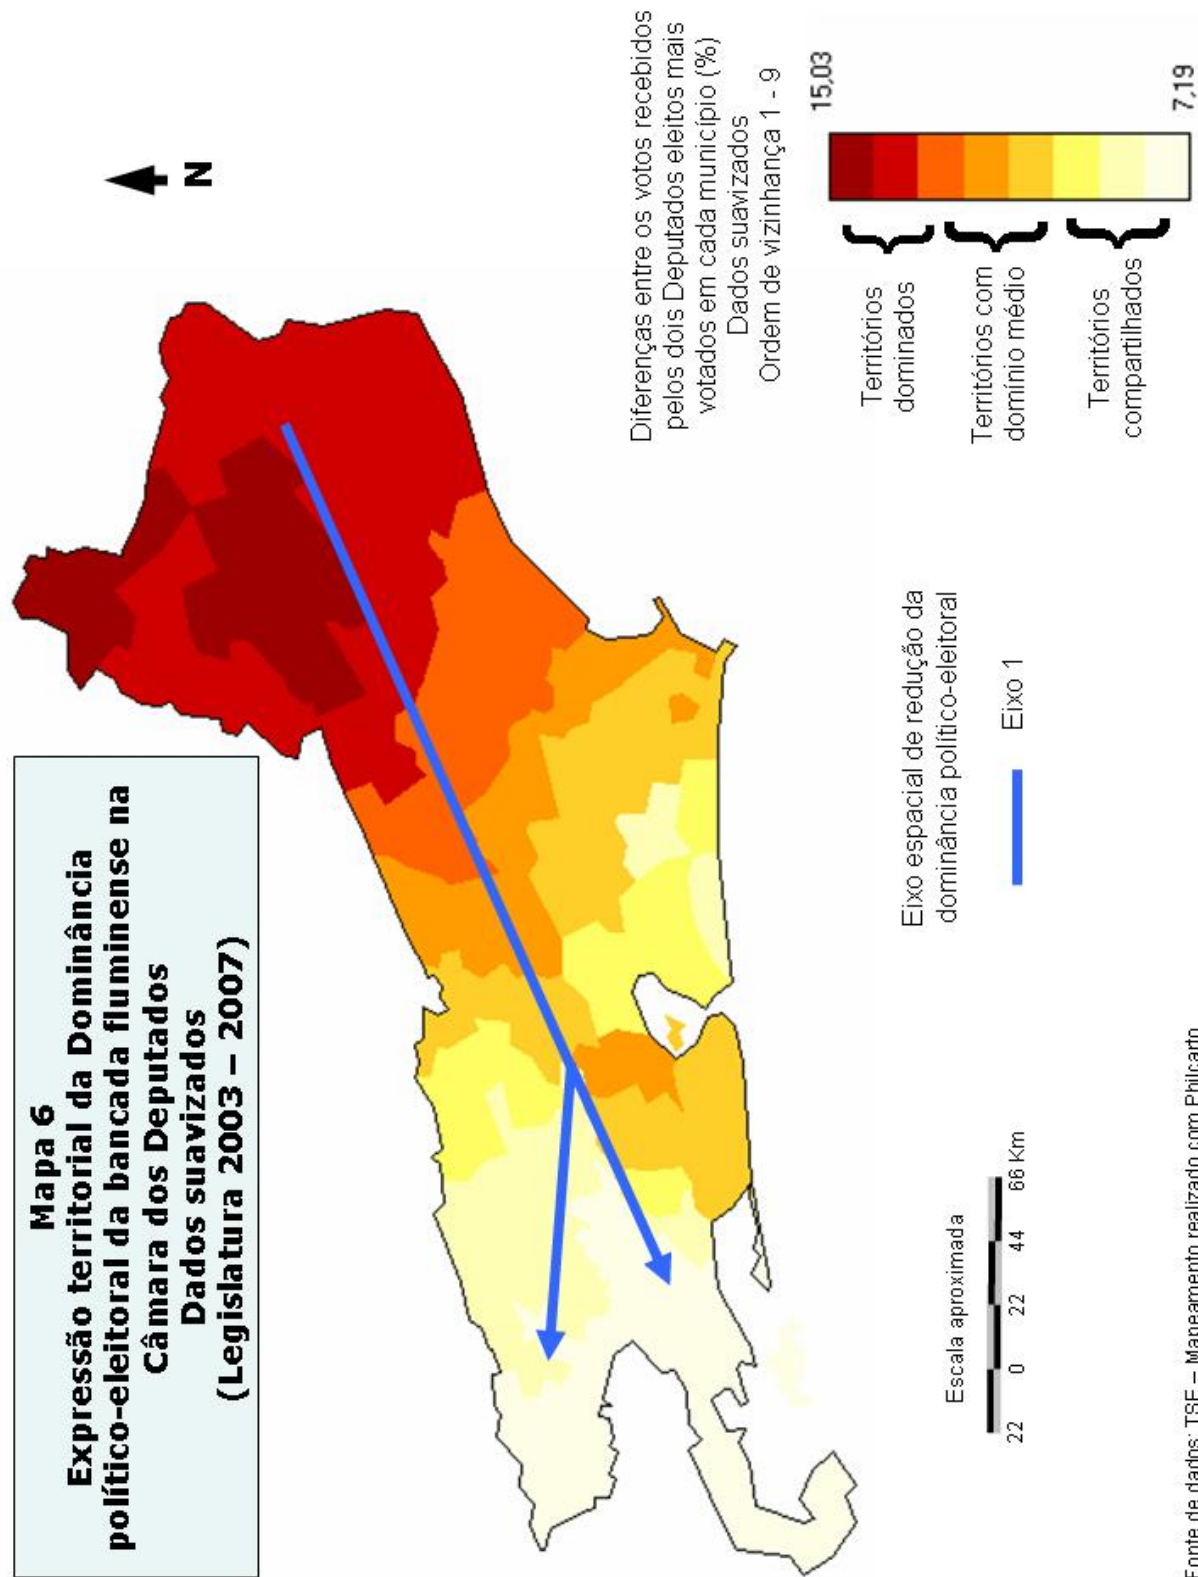 Mapa 6
Expressão territorial da Dominância
político-eleitoral da bancada fluminense na
Câmara dos Deputados
Dados suavizados
(Legislatura 2003 – 2007)
N
Diferenças entre os votos recebidos
pelos dois Deputados eleitos mais
votados em cada município (%)
Dados suavizados
Ordem de vizinhança 1 - 9
15,03
7,19
Territórios
dominados
Territórios com
domínio médio
Territórios
compartilhados
Eixo espacial de redução da
dominância político-eleitoral
Eixo 1
Escala aproximada
22 0 22 44 66 Km
Fonte de dados: TSE – Mapeamento realizado com Philcarto